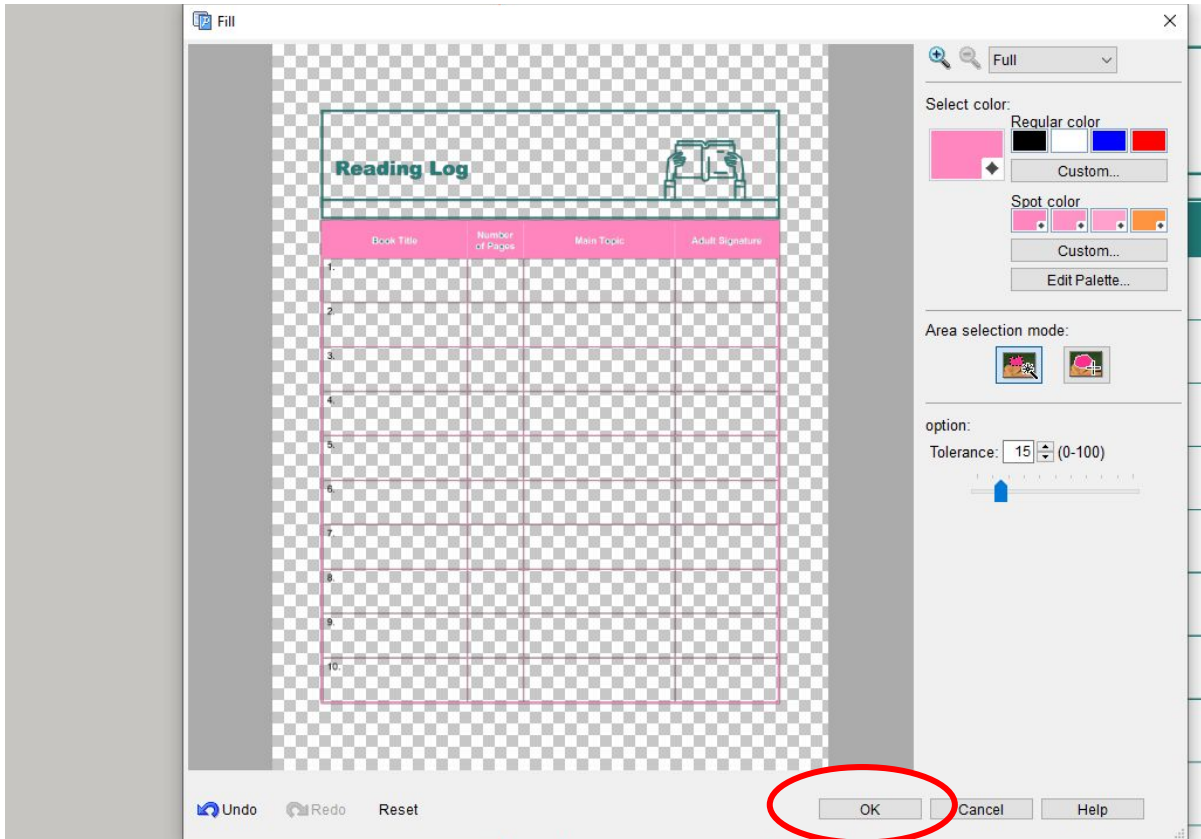 Fill
Full
Select color:
Regular color
Custom...
Spot color
Custom...
Edit Palette...
Area selection mode:
option:
Tolerance: 15 (0-100)
Reading Log
Book Title Number of Pages Main Topic Adult Signature
1.
2.
3.
4.
5.
6.
7.
8.
9.
10.
Undo Redo Reset OK Cancel Help